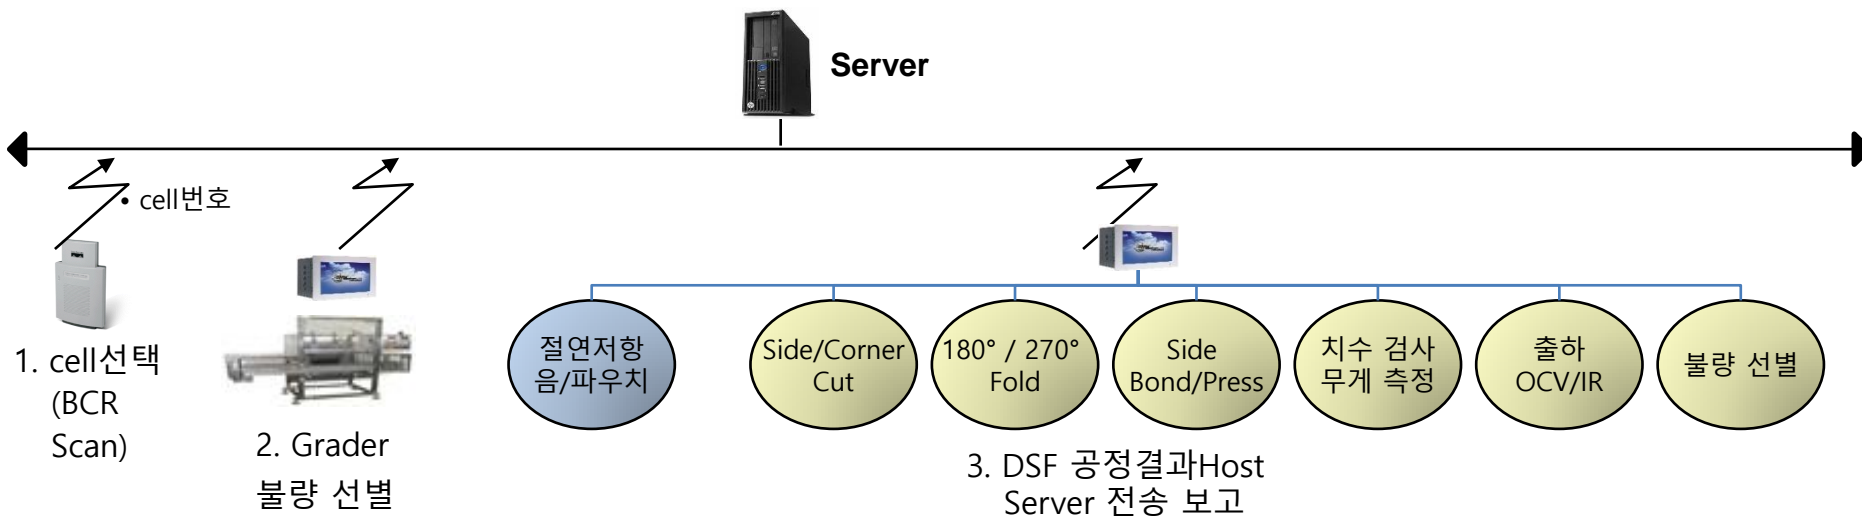 Server
• cell번호
1. cell선택
(BCR
Scan)
2. Grader
불량 선별
절연저항
음/파우치
Side/Corner
Cut
180° / 270°
Fold
Side
Bond/Press
치수 검사
무게 측정
출하
OCV/IR
불량 선별
3. DSF 공정결과Host
Server 전송 보고